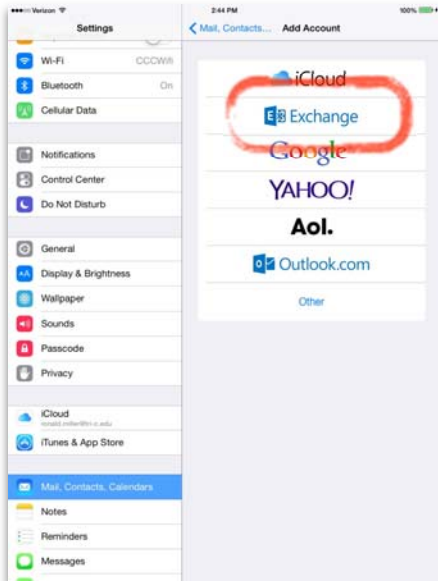 Verizon
2:44 PM
100%
Settings
Mail, Contacts...
Add Account
Wi-Fi
CCCWifi
Bluetooth
On
Cellular Data
Notifications
Control Center
Do Not Disturb
General
Display & Brightness
Wallpaper
Sounds
Passcode
Privacy
iCloud
iTunes & App Store
Mail, Contacts, Calendars
Notes
Reminders
Messages
iCloud
Exchange
Google
YAHOO!
Aol.
Outlook.com
Other